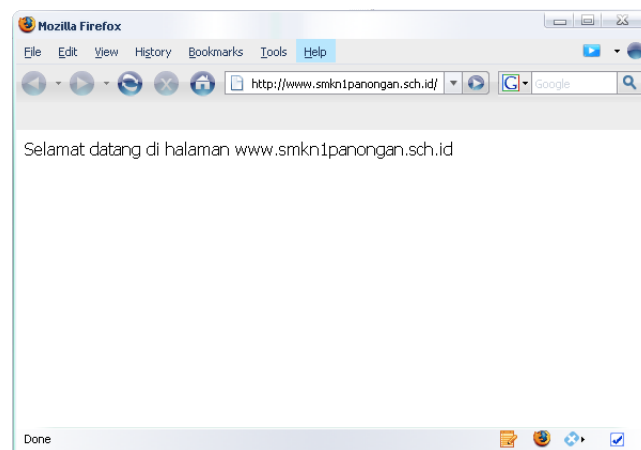 Mozilla Firefox
File Edit View History Bookmarks Tools Help
http://www.smkn1panongan.sch.id/ G Google
Selamat datang di halaman www.smkn1panongan.sch.id
Done